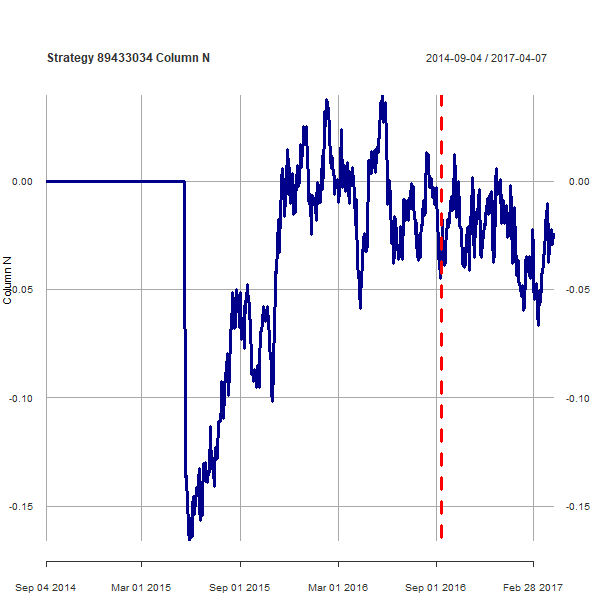 Strategy 89433034 Column N
2014-09-04 / 2017-04-07
0.00
0.00
-0.05
-0.05
-0.10
-0.10
-0.15
-0.15
Column N
Sep 04 2014
Mar 01 2015
Sep 01 2015
Mar 01 2016
Sep 01 2016
Feb 28 2017